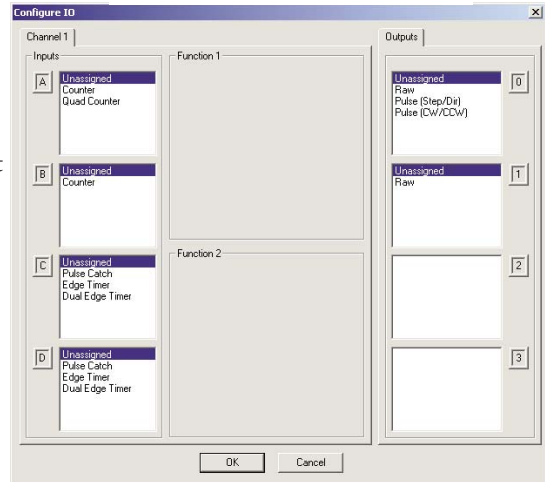 Configure IO
Channel 1
Inputs
A
Unassigned
Counter
Quad Counter
B
Unassigned
Counter
C
Unassigned
Pulse Catch
Edge Timer
Dual Edge Timer
D
Unassigned
Pulse Catch
Edge Timer
Dual Edge Timer
Function 1
Function 2
Outputs
Unassigned
Raw
Pulse (Step/Dir)
Pulse (CW/CCW)
0
Unassigned
Raw
1
2
3
OK
Cancel